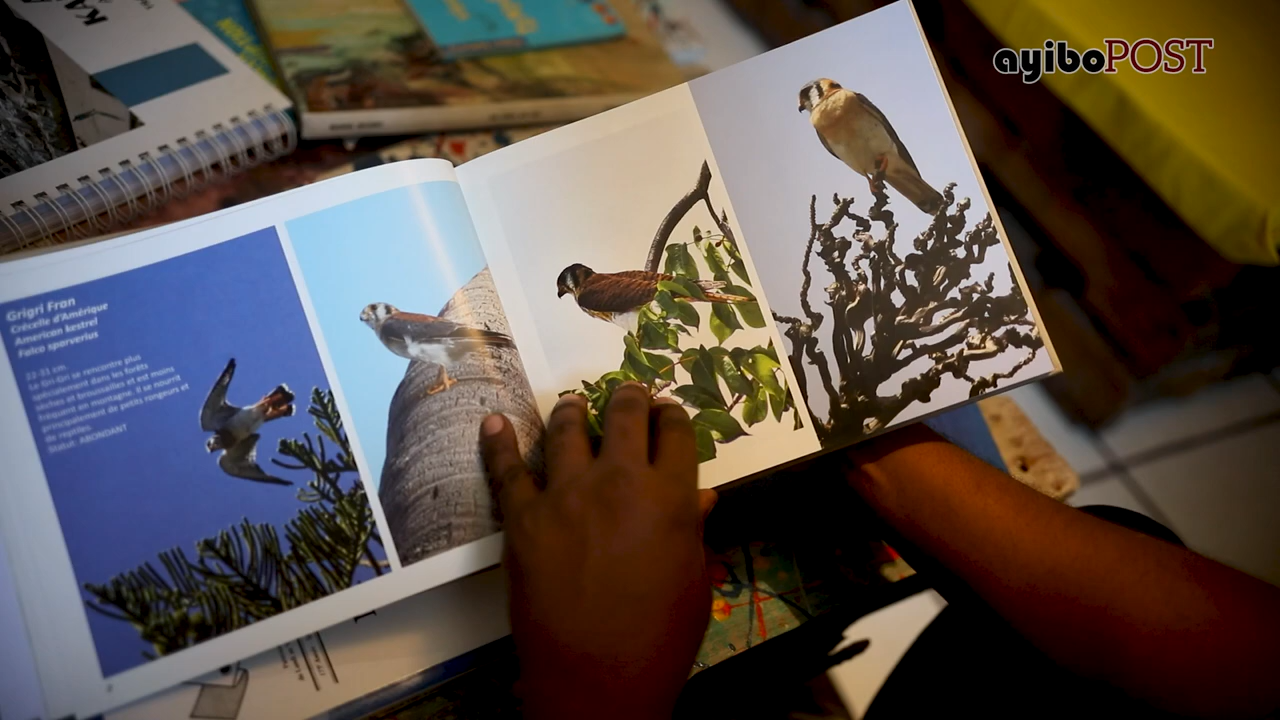 ayiboPOST
KA
Grigri Fran
Crécelle d'Amérique
American kestrel
Falco sparverius
22-31 cm.
Le Gri-Gri se rencontre plus
spécialement dans les forêts
sèches et broussailles et est moins
fréquent en montagne. Il se nourrit
principalement de petits rongeurs et
de reptiles.
Statut: ABONDANT